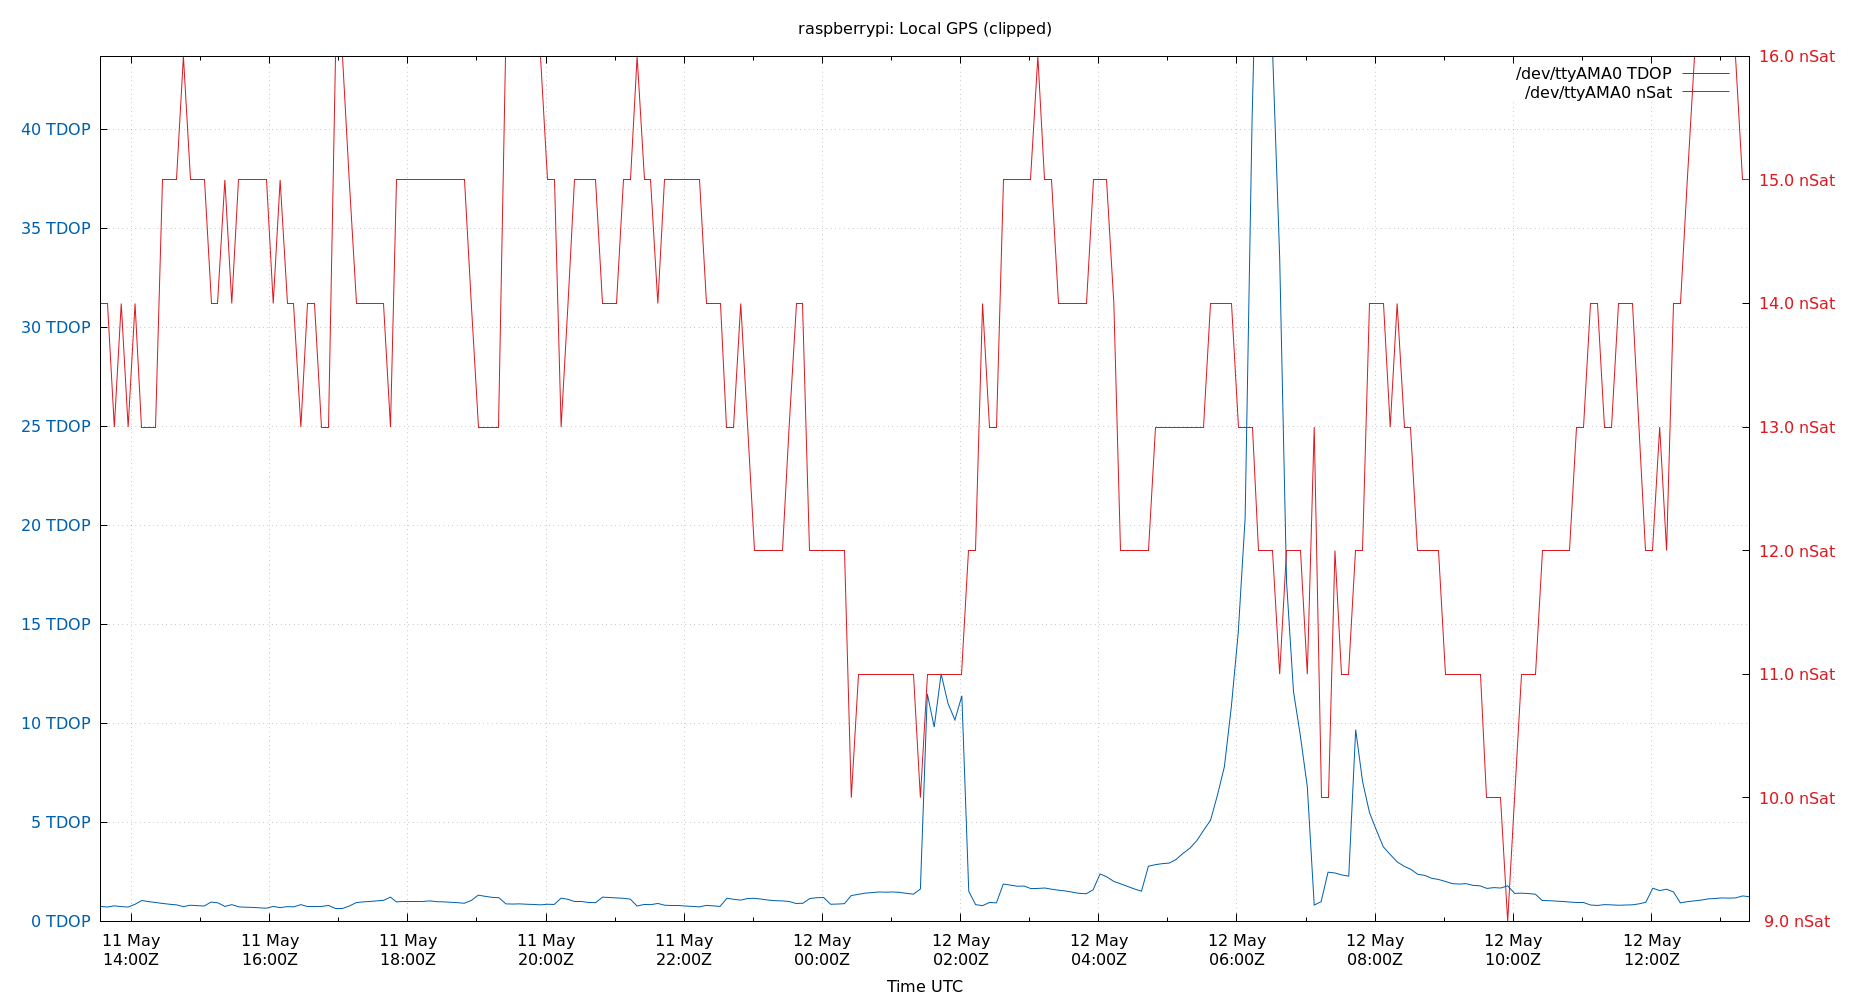 raspberrypi: Local GPS (clipped)
/dev/ttyAMA0 TDOP
/dev/ttyAMA0 nSat
40 TDOP
35 TDOP
30 TDOP
25 TDOP
20 TDOP
15 TDOP
10 TDOP
5 TDOP
0 TDOP
16.0 nSat
15.0 nSat
14.0 nSat
13.0 nSat
12.0 nSat
11.0 nSat
10.0 nSat
9.0 nSat
11 May 11 May 11 May 11 May 11 May 12 May 12 May 12 May 12 May 12 May 12 May 12 May
14:00Z 16:00Z 18:00Z 20:00Z 22:00Z 00:00Z 02:00Z 04:00Z 06:00Z 08:00Z 10:00Z 12:00Z
Time UTC